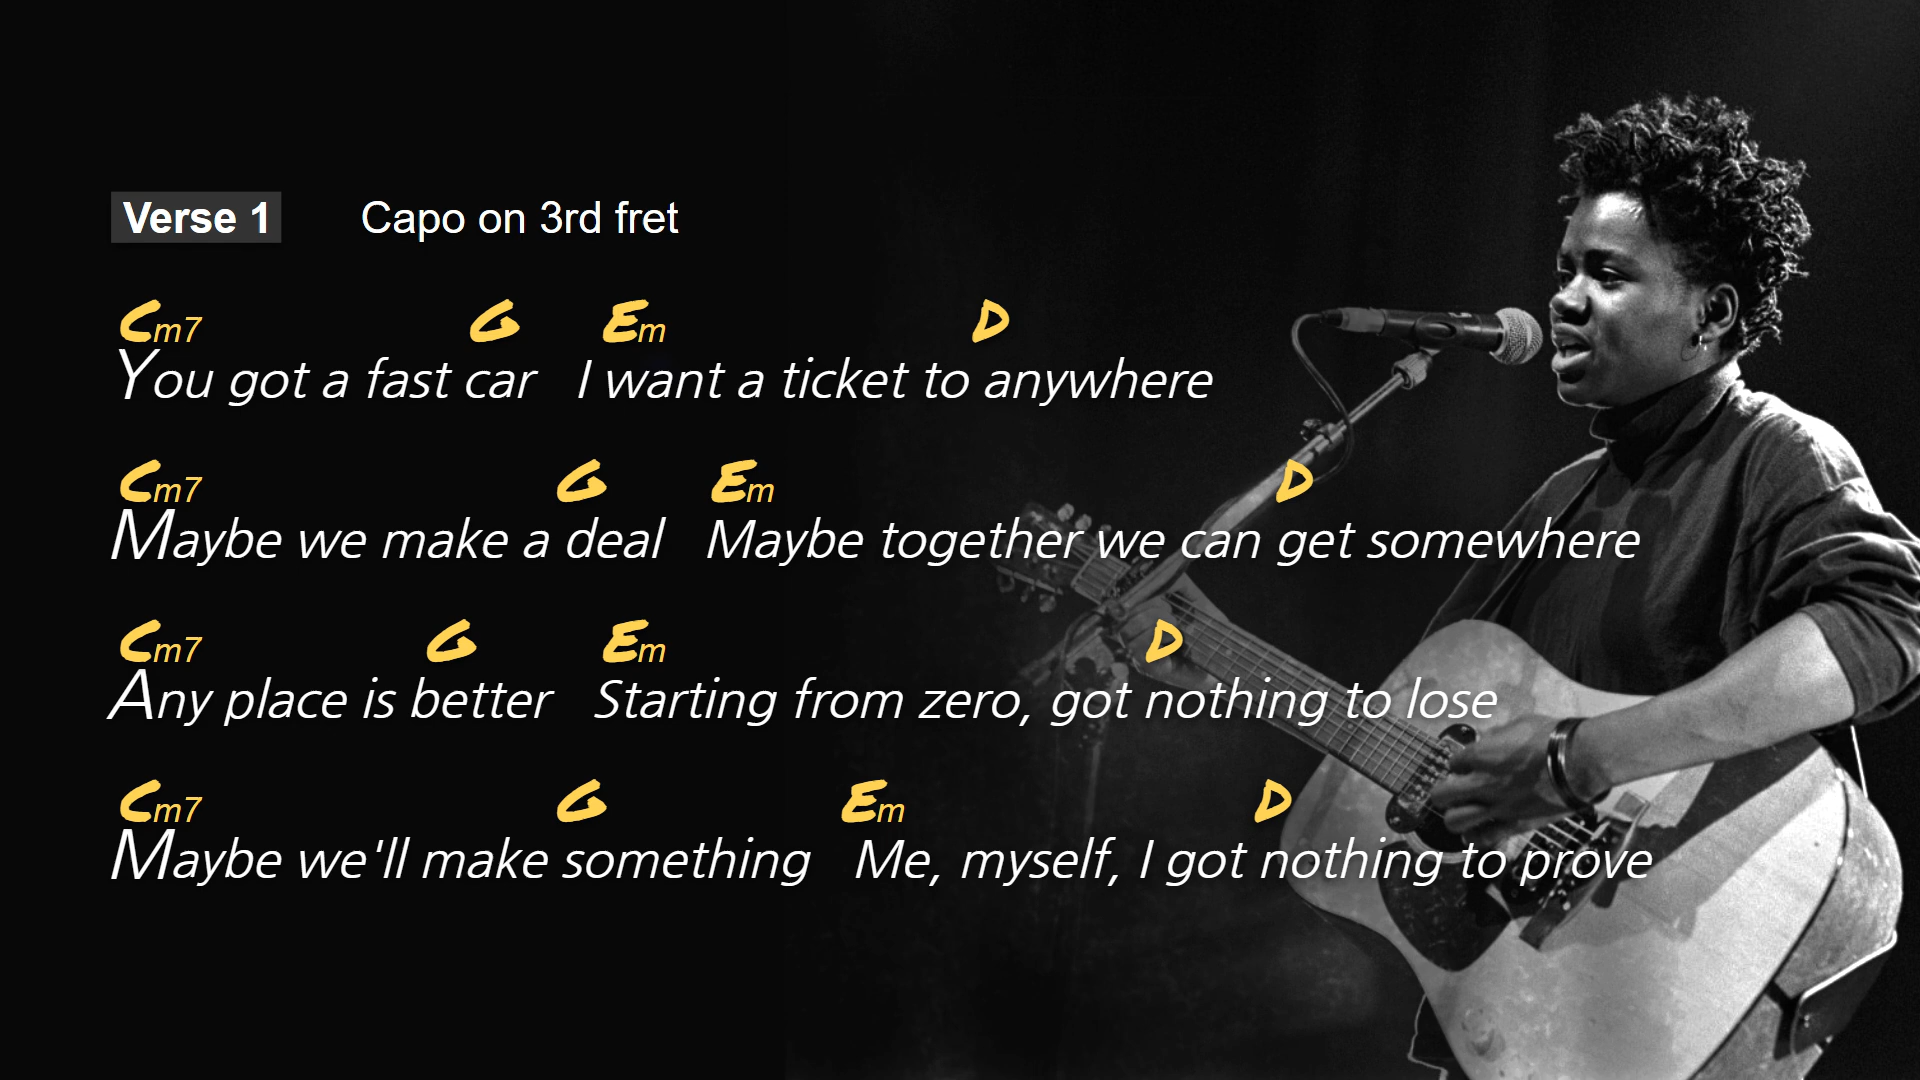 Verse 1 Capo on 3rd fret
Cm7 G Em D
You got a fast car I want a ticket to anywhere
Cm7 G Em D
Maybe we make a deal Maybe together we can get somewhere
Cm7 G Em D
Any place is better Starting from zero, got nothing to lose
Cm7 G Em D
Maybe we'll make something Me, myself, I got nothing to prove